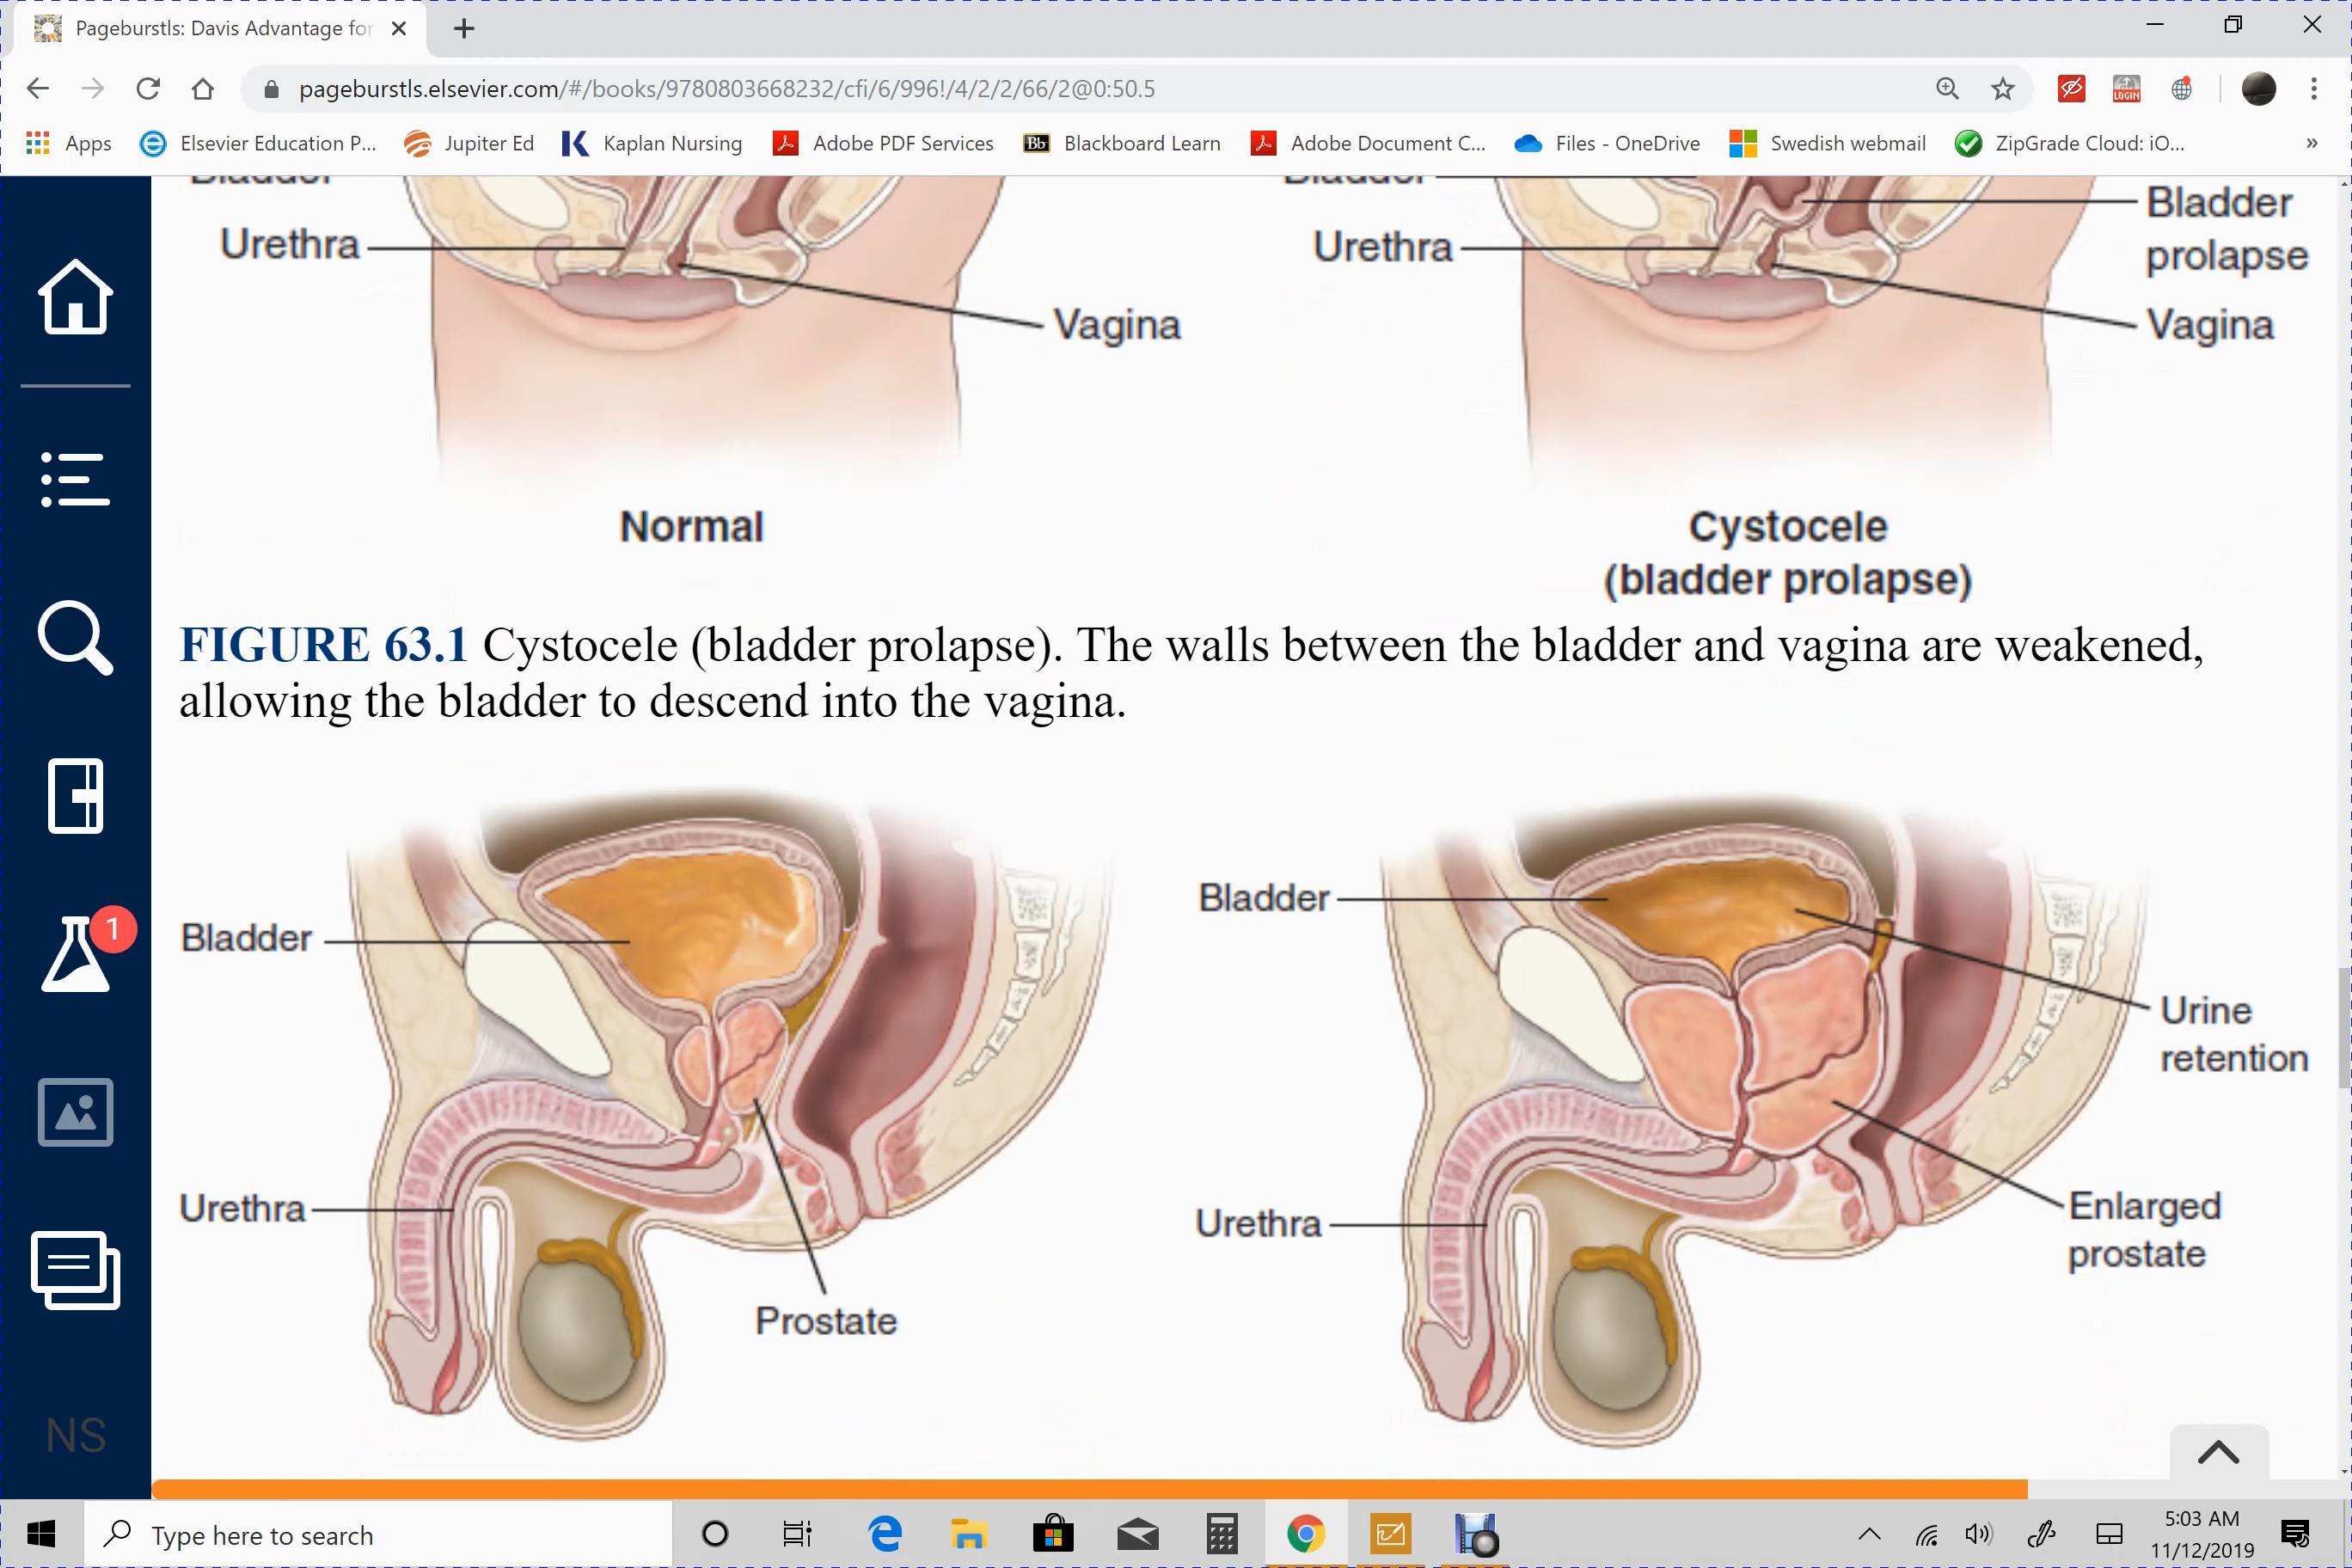 Pageburstls: Davis Advantage for
pageburstls.elsevier.com/#/books/9780803668232/cfi/6/996!/4/2/2/66/2@0:50.5
LOGIN
Apps
Elsevier Education P...
Jupiter Ed
Kaplan Nursing
Adobe PDF Services
Bb
Blackboard Learn
Adobe Document C...
Files - OneDrive
Swedish webmail
ZipGrade Cloud: iO...
»
Bladder
Urethra
Vagina
Normal
Bladder
Urethra
Bladder
prolapse
Vagina
Cystocele
(bladder prolapse)
FIGURE 63.1 Cystocele (bladder prolapse). The walls between the bladder and vagina are weakened,
allowing the bladder to descend into the vagina.
1
Bladder
Urethra
Prostate
Bladder
Urethra
Urine
retention
Enlarged
prostate
NS
Type here to search
5:03 AM
11/12/2019